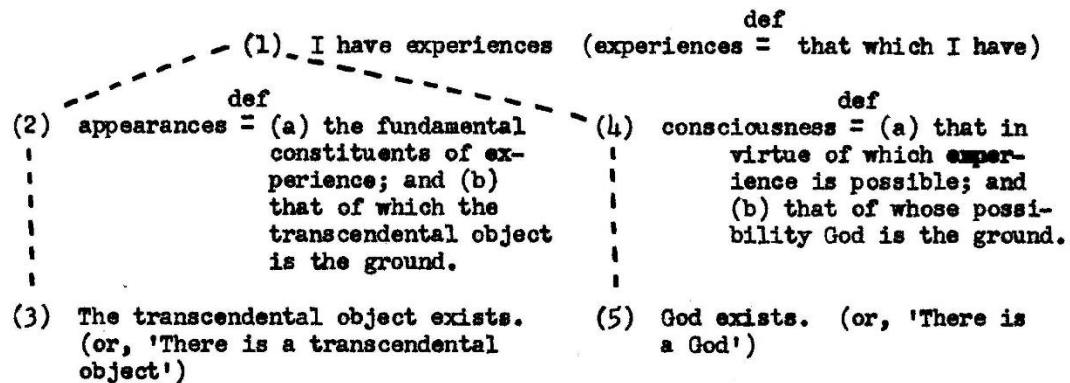 def
(1) I have experiences (experiences = that which I have)
def
(2) appearances = (a) the fundamental
constituents of ex-
perience; and (b)
that of which the
transcendental object
is the ground.
(3) The transcendental object exists.
(or, 'There is a transcendental
object')
def
(4) consciousness = (a) that in
virtue of which exper-
ience is possible; and
(b) that of whose possi-
bility God is the ground.
(5) God exists. (or, 'There is
a God')